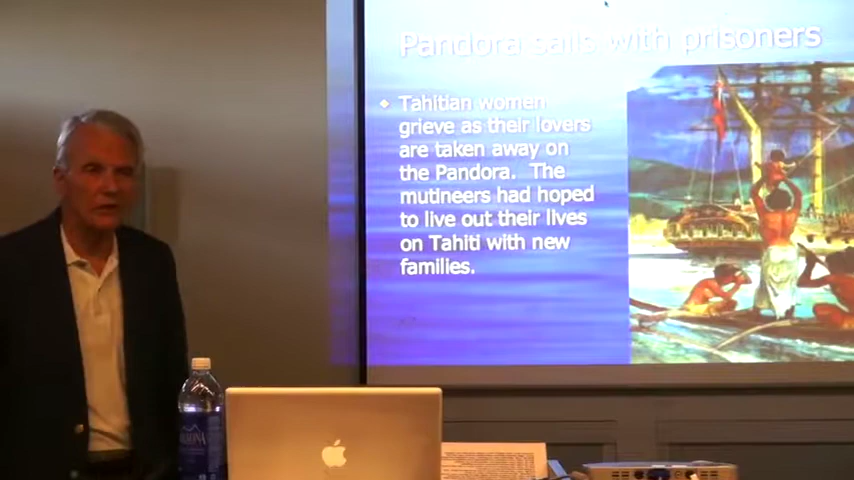 Pandora sails with prisoners
Tahitian women
grieve as their lovers
are taken away on
the Pandora. The
mutineers had hoped
to live out their lives
on Tahiti with new
families.